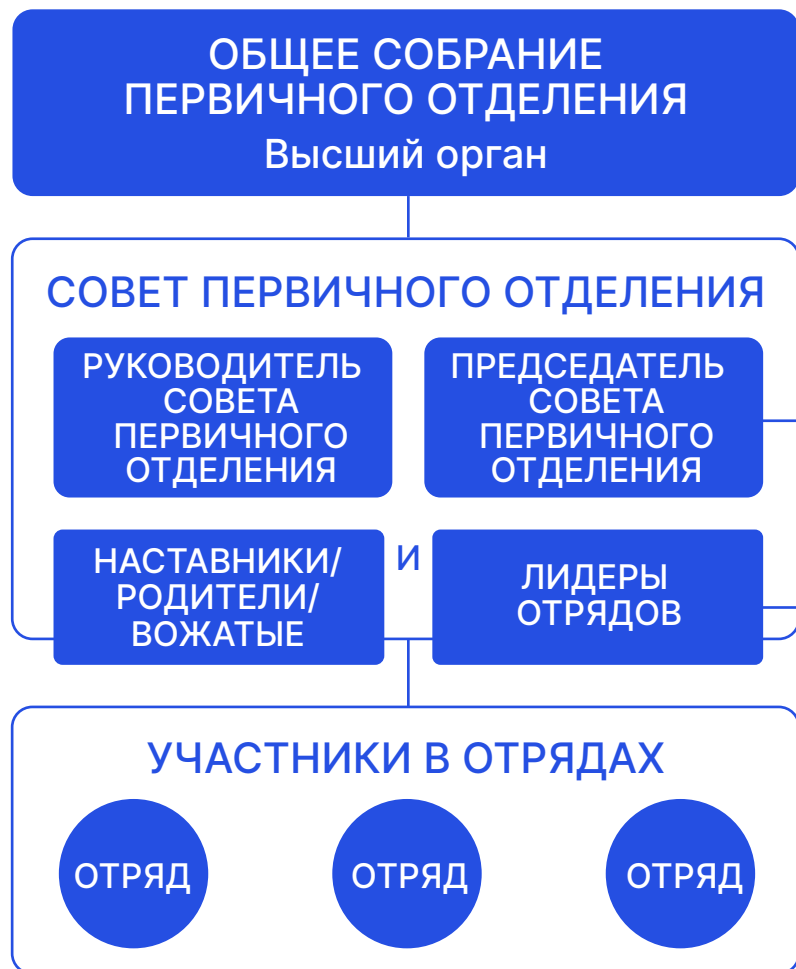 ОБЩЕЕ СОБРАНИЕ
ПЕРВИЧНОГО ОТДЕЛЕНИЯ
Высший орган
СОВЕТ ПЕРВИЧНОГО ОТДЕЛЕНИЯ
РУКОВОДИТЕЛЬ
СОВЕТА
ПЕРВИЧНОГО
ОТДЕЛЕНИЯ
ПРЕДСЕДАТЕЛЬ
СОВЕТА
ПЕРВИЧНОГО
ОТДЕЛЕНИЯ
НАСТАВНИКИ/
РОДИТЕЛИ/
ВОЖАТЫЕ
И
ЛИДЕРЫ
ОТРЯДОВ
УЧАСТНИКИ В ОТРЯДАХ
ОТРЯД
ОТРЯД
ОТРЯД